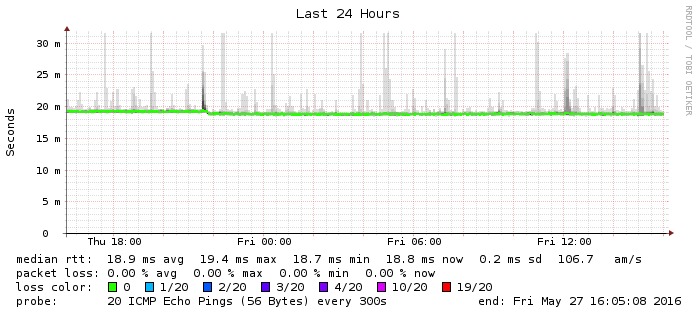 Last 24 Hours
RRDTOOL / TOBI OETIKER
Seconds
30 m
25 m
20 m
15 m
10 m
5 m
0
Thu 18:00 Fri 00:00 Fri 06:00 Fri 12:00
median rtt: 18.9 ms avg 19.4 ms max 18.7 ms min 18.8 ms now 0.2 ms sd 106.7 am/s
packet loss: 0.00 % avg 0.00 % max 0.00 % min 0.00 % now
loss color: 0 1/20 2/20 3/20 4/20 10/20 19/20
probe: 20 ICMP Echo Pings (56 Bytes) every 300s end: Fri May 27 16:05:08 2016